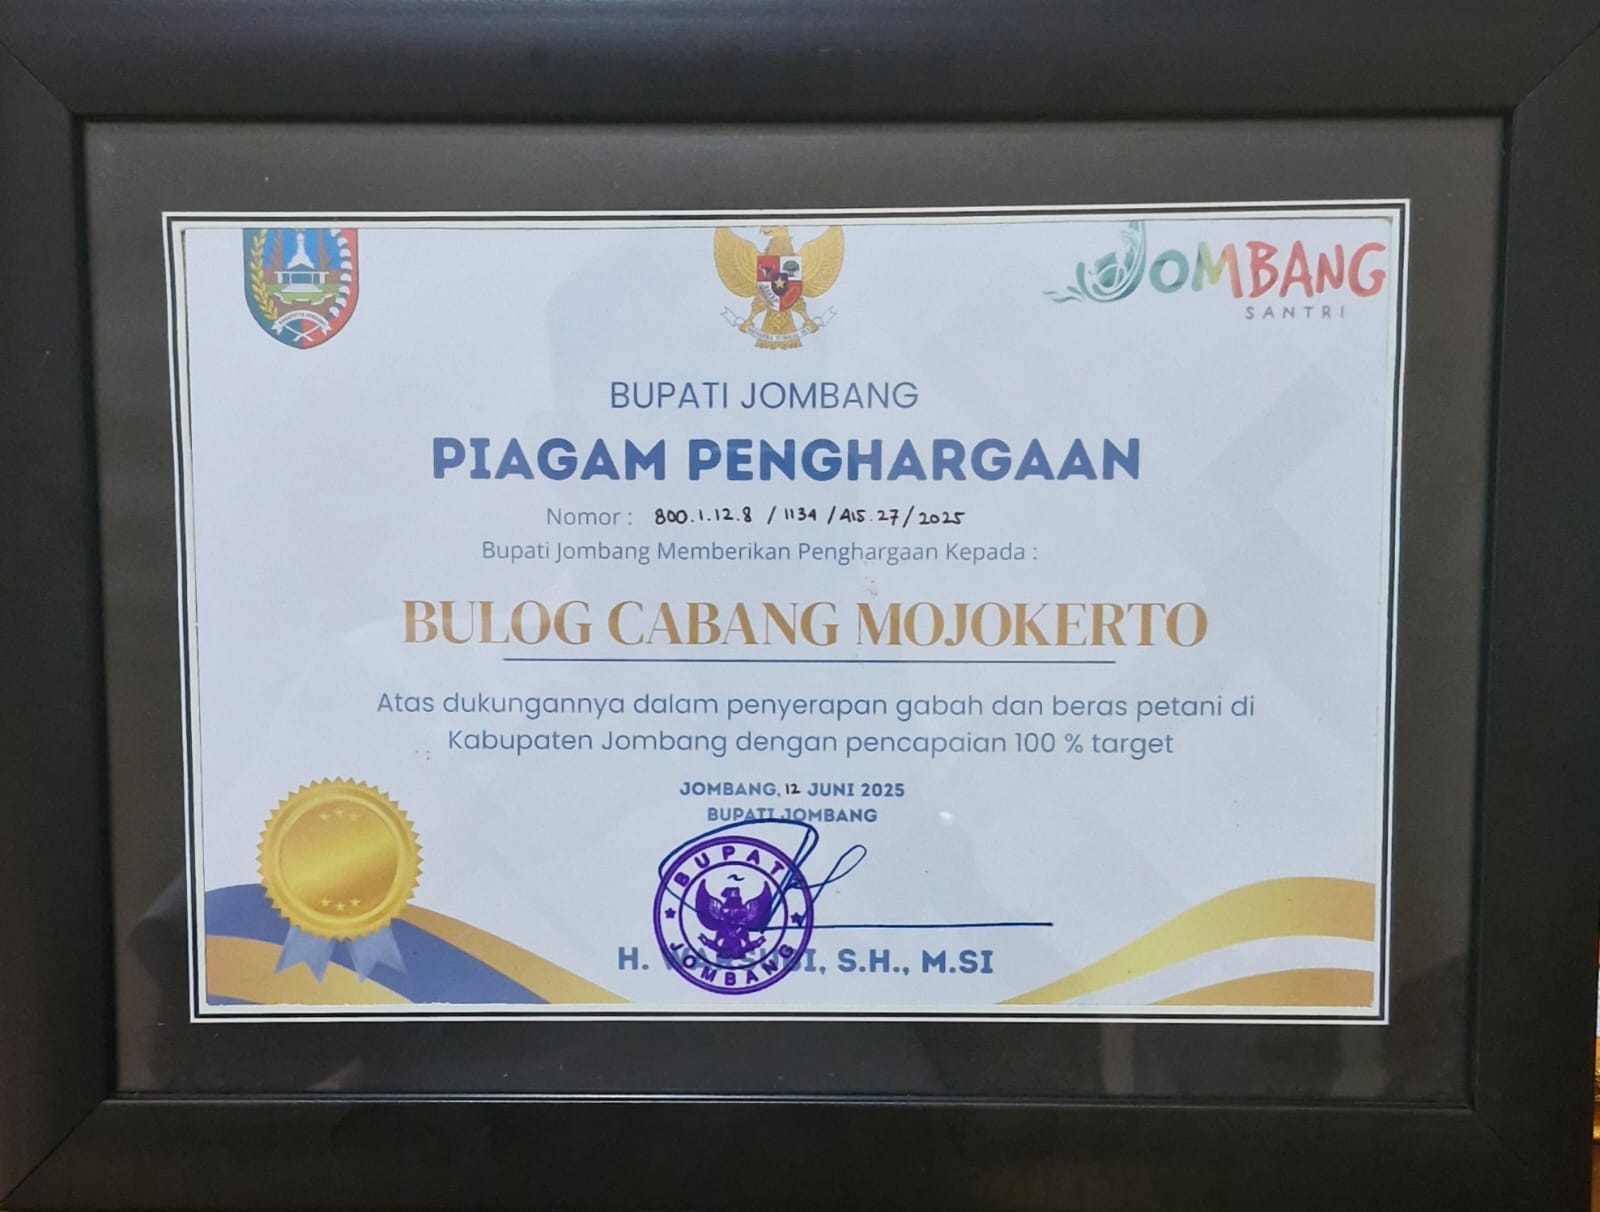 JOMBANG
SANTRI
BUPATI JOMBANG
PIAGAM PENGHARGAAN
Nomor : 800.1.12.8 / 1134 / 415.27 / 2025
Bupati Jombang Memberikan Penghargaan Kepada :
BULOG CABANG MOJOKERTO
Atas dukungannya dalam penyerapan gabah dan beras petani di
Kabupaten Jombang dengan pencapaian 100 % target
JOMBANG, 12 JUNI 2025
BUPATI JOMBANG
BUPATI
JOMBANG
H. WARSUBI, S.H., M.SI